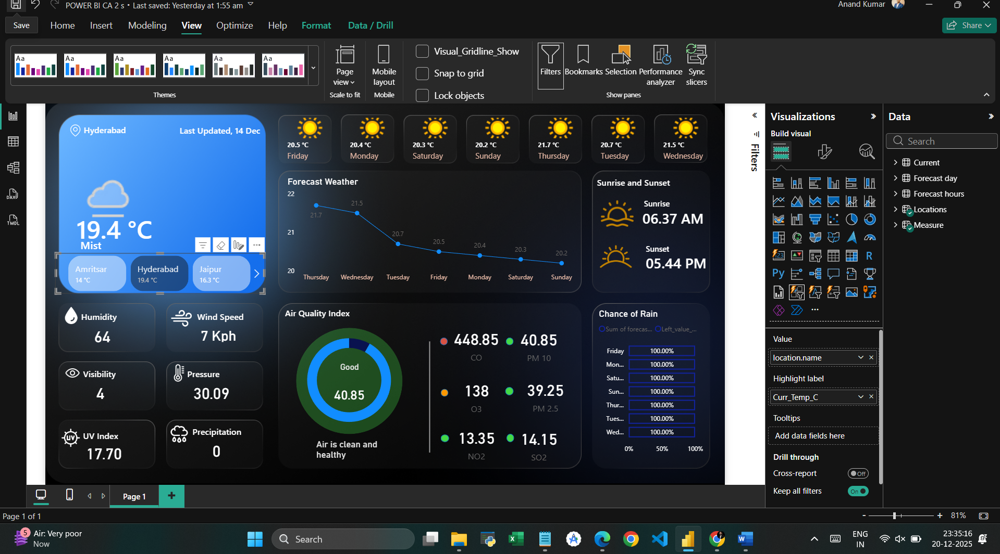 POWER BI CA 2 s • Last saved: Yesterday at 1:55 am
Anand Kumar
Save
Home
Insert
Modeling
View
Optimize
Help
Format
Data / Drill
Share
Aa
Aa
Aa
Aa
Aa
Aa
Themes
Page view
Scale to fit
Mobile layout
Mobile
Visual_Gridline_Show
Snap to grid
Lock objects
Filters
Bookmarks
Selection
Performance analyzer
Sync slicers
Show panes
DAX
TMDL
Hyderabad
Last Updated, 14 Dec
19.4 °C
Mist
Amritsar
14 °C
Hyderabad
19.4 °C
Jaipur
16.3 °C
20.5 °C
Friday
20.4 °C
Monday
20.3 °C
Saturday
20.2 °C
Sunday
21.7 °C
Thursday
20.7 °C
Tuesday
21.5 °C
Wednesday
Forecast Weather
22
21
20
21.7
21.5
20.7
20.5
20.4
20.3
20.2
Thursday
Wednesday
Tuesday
Friday
Monday
Saturday
Sunday
Sunrise and Sunset
Sunrise
06.37 AM
Sunset
05.44 PM
Humidity
64
Wind Speed
7 Kph
Visibility
4
Pressure
30.09
UV
UV Index
17.70
Precipitation
0
Air Quality Index
Good
40.85
Air is clean and
healthy
448.85
CO
40.85
PM 10
138
O3
39.25
PM 2.5
13.35
NO2
14.15
SO2
Chance of Rain
Sum of forecas...
Left_value_...
Friday 100.00%
Mon... 100.00%
Satu... 100.00%
Sun... 100.00%
Thur... 100.00%
Tues... 100.00%
Wed... 100.00%
0% 50% 100%
Filters
Visualizations
Build visual
123
R
Py
Value
location.name
Highlight label
Curr_Temp_C
Tooltips
Add data fields here
Drill through
Cross-report
Off
Keep all filters
On
Data
Search
Current
Forecast day
Forecast hours
Locations
Measure
Page 1
Page 1 of 1
- + 81%
5
Air: Very poor
Now
Search
ENG
IN
23:35:16
20-12-2025